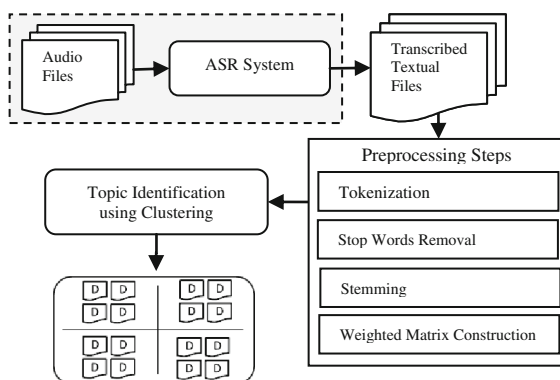 Audio
Files
ASR System
Transcribed
Textual
Files
Preprocessing Steps
Tokenization
Stop Words Removal
Stemming
Weighted Matrix Construction
Topic Identification
using Clustering
D D D D
D D D D
D D D D
D D D D